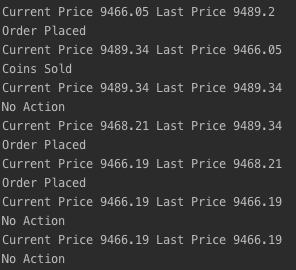 Current Price 9466.05 Last Price 9489.2
Order Placed
Current Price 9489.34 Last Price 9466.05
Coins Sold
Current Price 9489.34 Last Price 9489.34
No Action
Current Price 9468.21 Last Price 9489.34
Order Placed
Current Price 9466.19 Last Price 9468.21
Order Placed
Current Price 9466.19 Last Price 9466.19
No Action
Current Price 9466.19 Last Price 9466.19
No Action